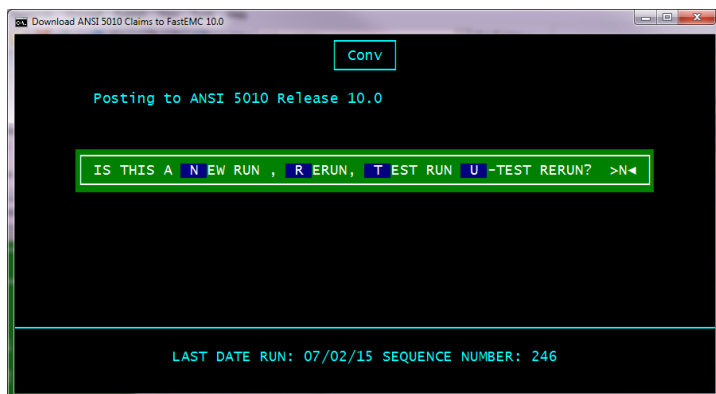 Download ANSI 5010 Claims to FastEMC 10.0
Conv
Posting to ANSI 5010 Release 10.0
IS THIS A N EW RUN , R ERUN, T EST RUN U -TEST RERUN? >N◄
LAST DATE RUN: 07/02/15 SEQUENCE NUMBER: 246